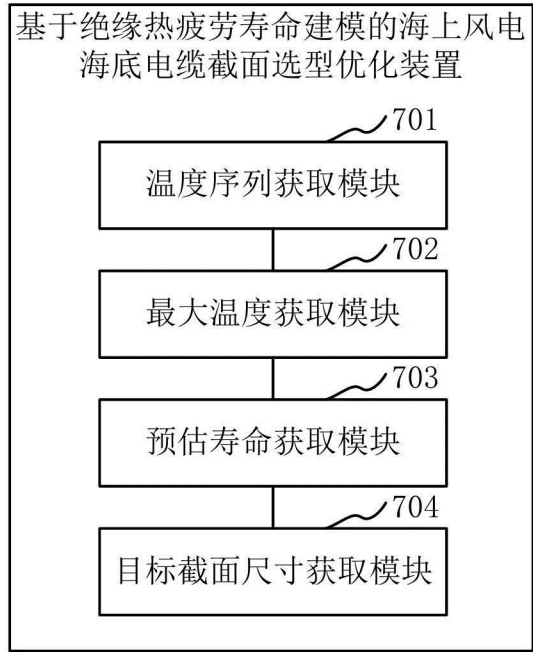 基于绝缘热疲劳寿命建模的海上风电
海底电缆截面选型优化装置
701
温度序列获取模块
702
最大温度获取模块
703
预估寿命获取模块
704
目标截面尺寸获取模块